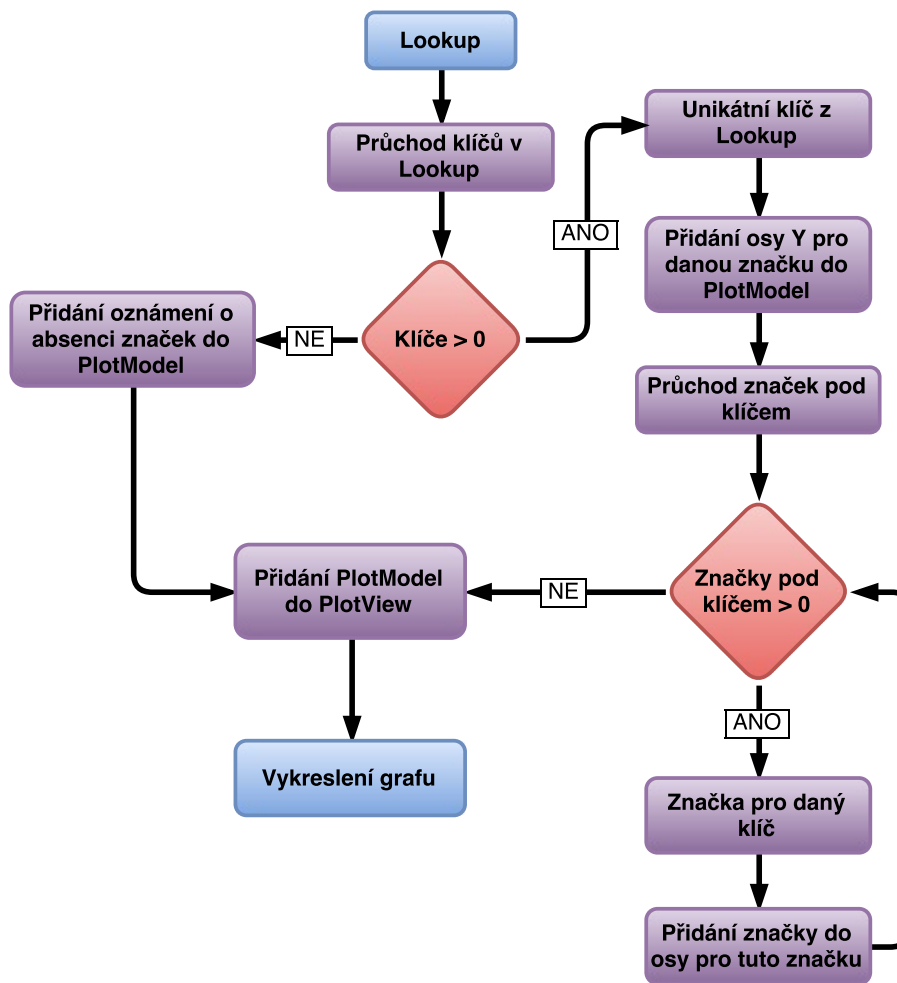 Lookup
Průchod klíčů v
Lookup
Unikátní klíč z
Lookup
ANO
Přidání osy Y pro
danou značku do
PlotModel
Přidání oznámení o
absenci značek do
PlotModel
NE
Klíče > 0
Průchod značek pod
klíčem
Přidání PlotModel
do PlotView
NE
Značky pod
klíčem > 0
ANO
Vykreslení grafu
Značka pro daný
klíč
Přidání značky do
osy pro tuto značku